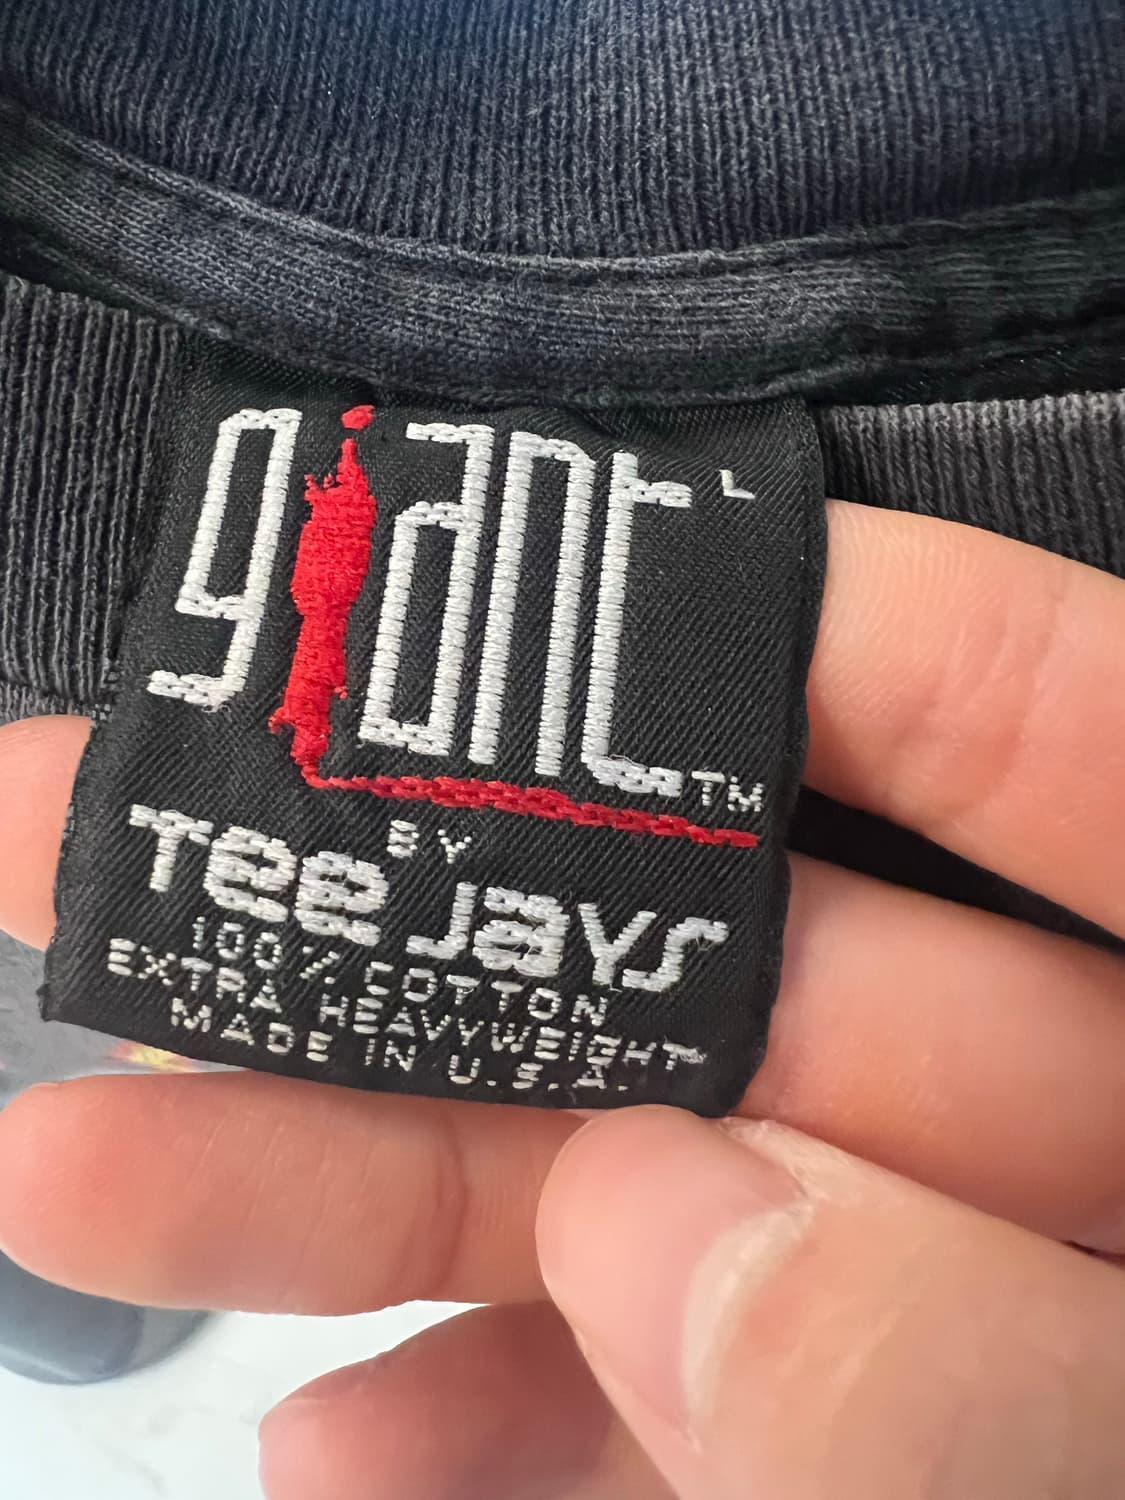 giant L
TM
BY
Tee Jays
100% COTTON
EXTRA HEAVYWEIGHT
MADE IN U.S.A.